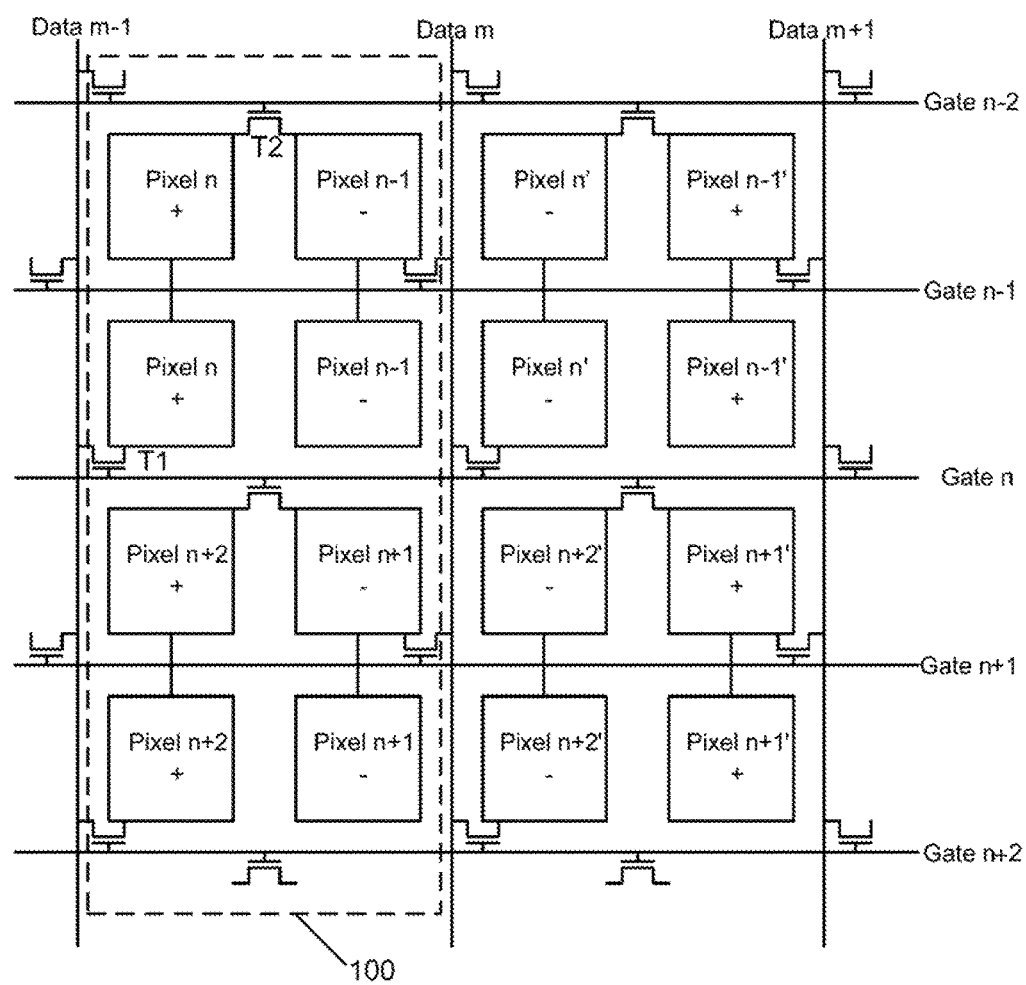 Data m-1
Data m
Data m+1
Gate n-2
T2
Pixel n
+
Pixel n-1
-
Pixel n'
-
Pixel n-1'
+
Gate n-1
Pixel n
+
Pixel n-1
-
Pixel n'
-
Pixel n-1'
+
T1
Gate n
Pixel n+2
+
Pixel n+1
-
Pixel n+2'
-
Pixel n+1'
+
Gate n+1
Pixel n+2
+
Pixel n+1
-
Pixel n+2'
-
Pixel n+1'
+
Gate n+2
100